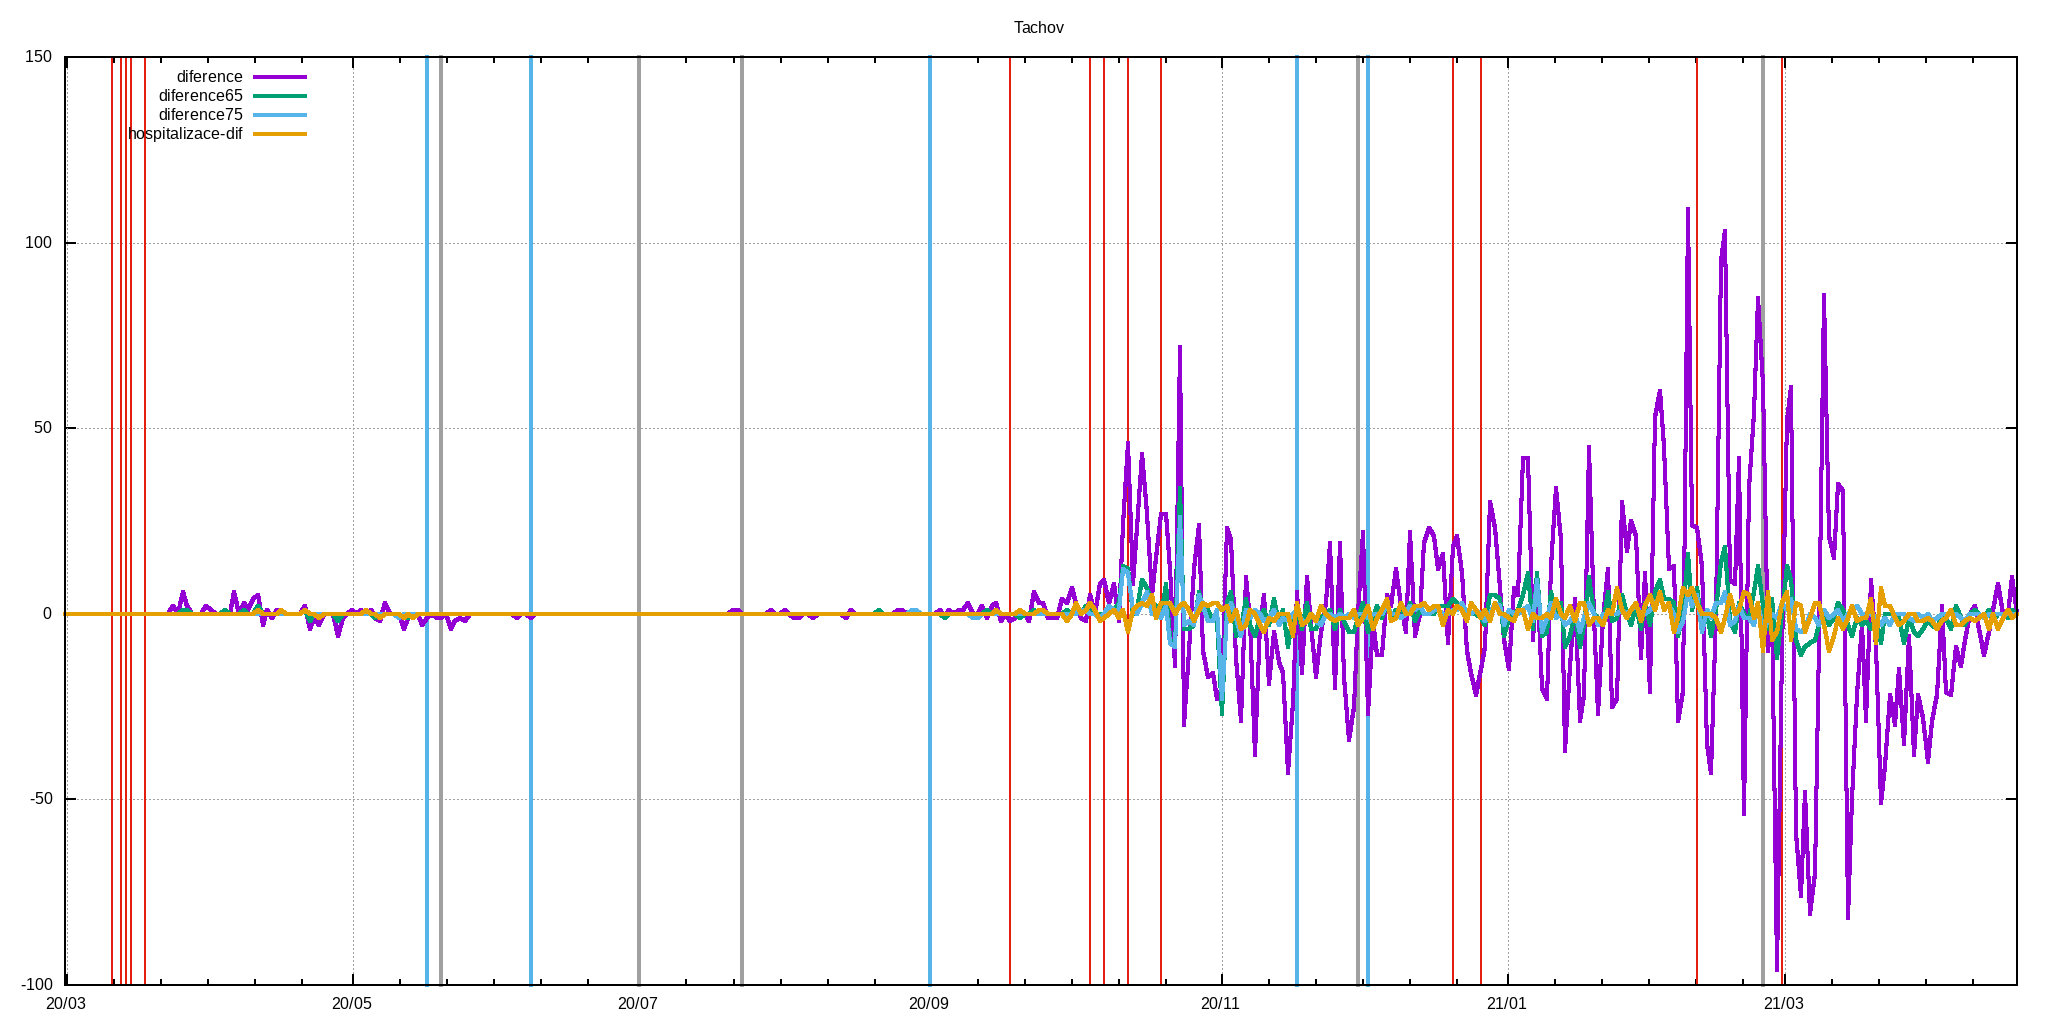 Tachov
150
100
50
0
-50
-100
diference
diference65
diference75
hospitalizace-dif
20/03 20/05 20/07 20/09 20/11 21/01 21/03